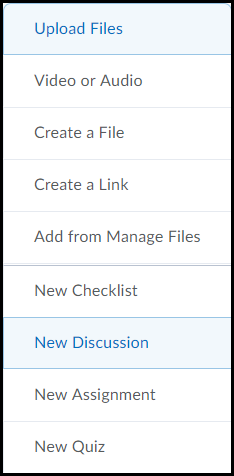 Upload Files
Video or Audio
Create a File
Create a Link
Add from Manage Files
New Checklist
New Discussion
New Assignment
New Quiz